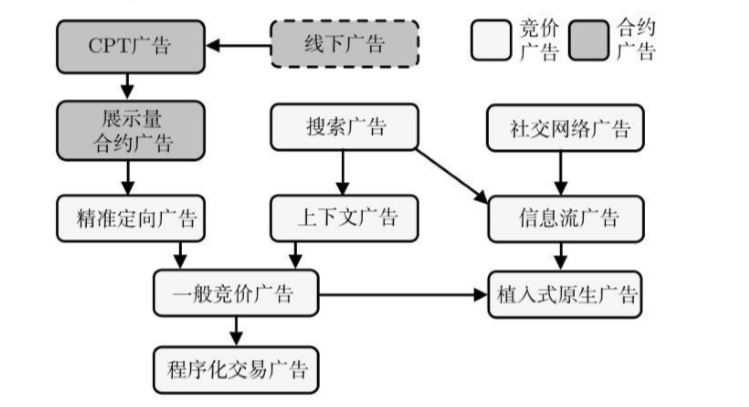 CPT广告
线下广告
竞价
广告
合约
广告
展示量
合约广告
搜索广告
社交网络广告
精准定向广告
上下文广告
信息流广告
一般竞价广告
植入式原生广告
程序化交易广告